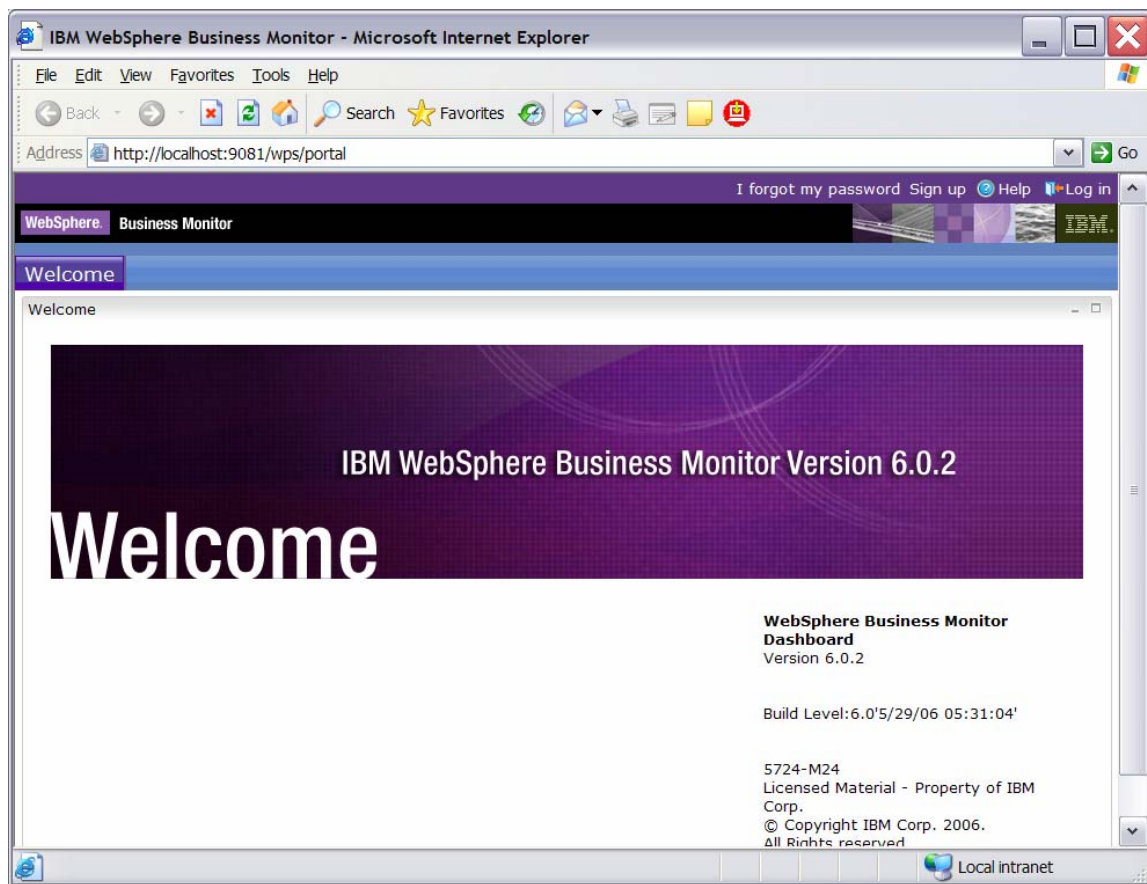 IBM WebSphere Business Monitor - Microsoft Internet Explorer
File Edit View Favorites Tools Help
Back Search Favorites
Address http://localhost:9081/wps/portal Go
I forgot my password Sign up Help Log in
WebSphere. Business Monitor IBM.
Welcome
Welcome
IBM WebSphere Business Monitor Version 6.0.2
Welcome
WebSphere Business Monitor
Dashboard
Version 6.0.2
Build Level:6.0'5/29/06 05:31:04'
5724-M24
Licensed Material - Property of IBM
Corp.
© Copyright IBM Corp. 2006.
All Rights reserved
Local intranet